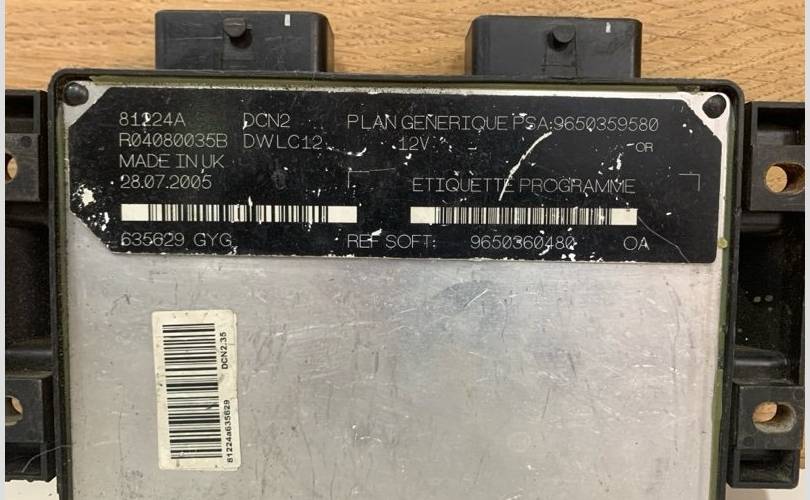 81224A DCN2 PLAN GENERIQUE PSA:9650359580
R04080035B DWLC12 12V OR
MADE IN UK
28.07.2005 ETIQUETTE PROGRAMME
635629 GYG REF SOFT: 9650360480 OA
DCN2.35
81224a635629